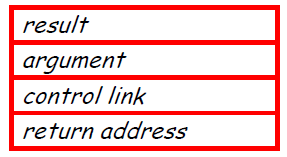 result
argument
control link
return address